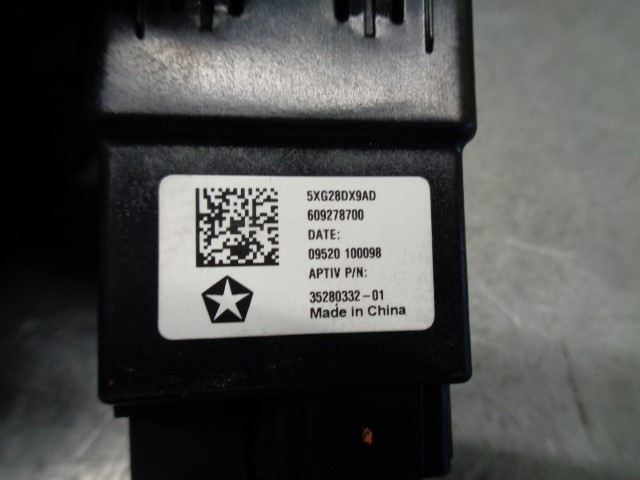 5XG28DX9AD
609278700
DATE:
09520 100098
APTIV P/N:
35280332-01
Made in China